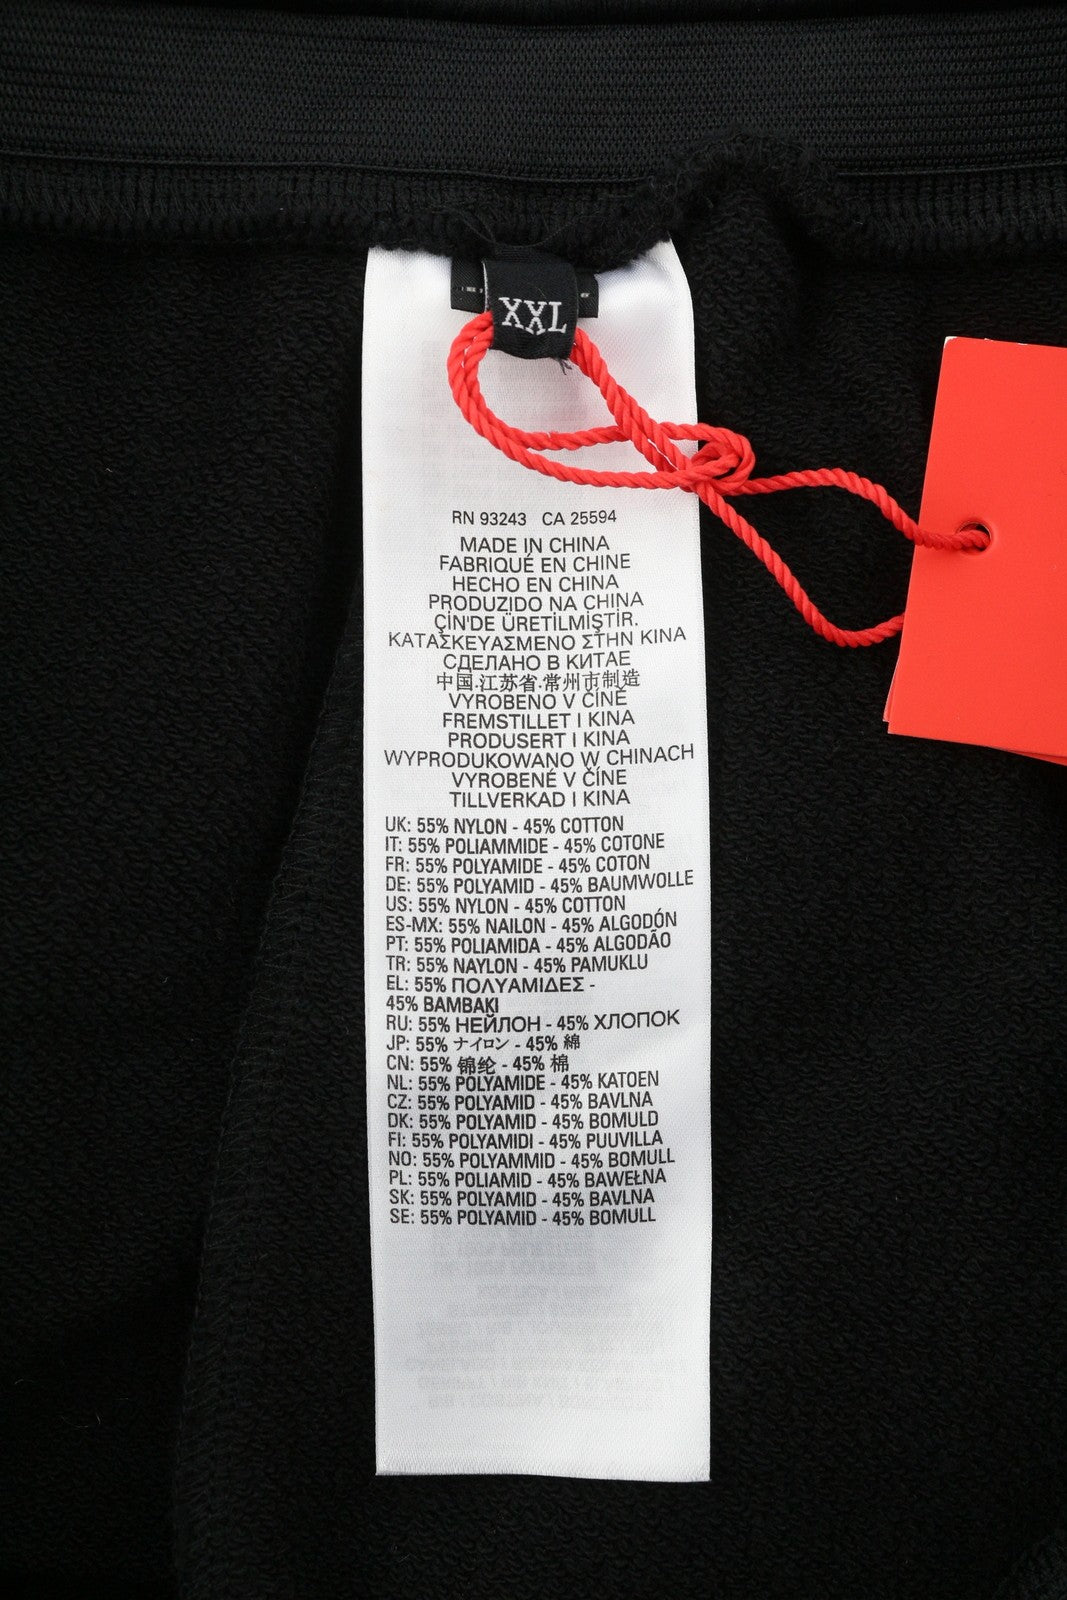 XXL
RN 93243 CA 25594
MADE IN CHINA
FABRIQUÉ EN CHINE
HECHO EN CHINA
PRODUZIDO NA CHINA
ÇİN'DE ÜRETİLMİŞTİR.
ΚΑΤΑΣΚΕΥΑΣΜΕΝΟ ΣΤΗΝ ΚΙΝΑ
СДЕЛАНО В КИТАЕ
中国.江苏省.常州市制造
VYROBENO V ČÍNĚ
FREMSTILLET I KINA
PRODUSERT I KINA
WYPRODUKOWANO W CHINACH
VYROBENÉ V ČÍNE
TILLVERKAD I KINA
UK: 55% NYLON - 45% COTTON
IT: 55% POLIAMMIDE - 45% COTONE
FR: 55% POLYAMIDE - 45% COTON
DE: 55% POLYAMID - 45% BAUMWOLLE
US: 55% NYLON - 45% COTTON
ES-MX: 55% NAILON - 45% ALGODÓN
PT: 55% POLIAMIDA - 45% ALGODÃO
TR: 55% NAYLON - 45% PAMUKLU
EL: 55% ΠΟΛΥΑΜΙΔΕΣ -
45% ΒΑΜΒΑΚΙ
RU: 55% НЕЙЛОН - 45% ХЛОПОК
JP: 55% ナイロン - 45% 綿
CN: 55% 锦纶 - 45% 棉
NL: 55% POLYAMIDE - 45% KATOEN
CZ: 55% POLYAMID - 45% BAVLNA
DK: 55% POLYAMID - 45% BOMULD
FI: 55% POLYAMIDI - 45% PUUVILLA
NO: 55% POLYAMMID - 45% BOMULL
PL: 55% POLIAMID - 45% BAWEŁNA
SK: 55% POLYAMID - 45% BAVLNA
SE: 55% POLYAMID - 45% BOMULL